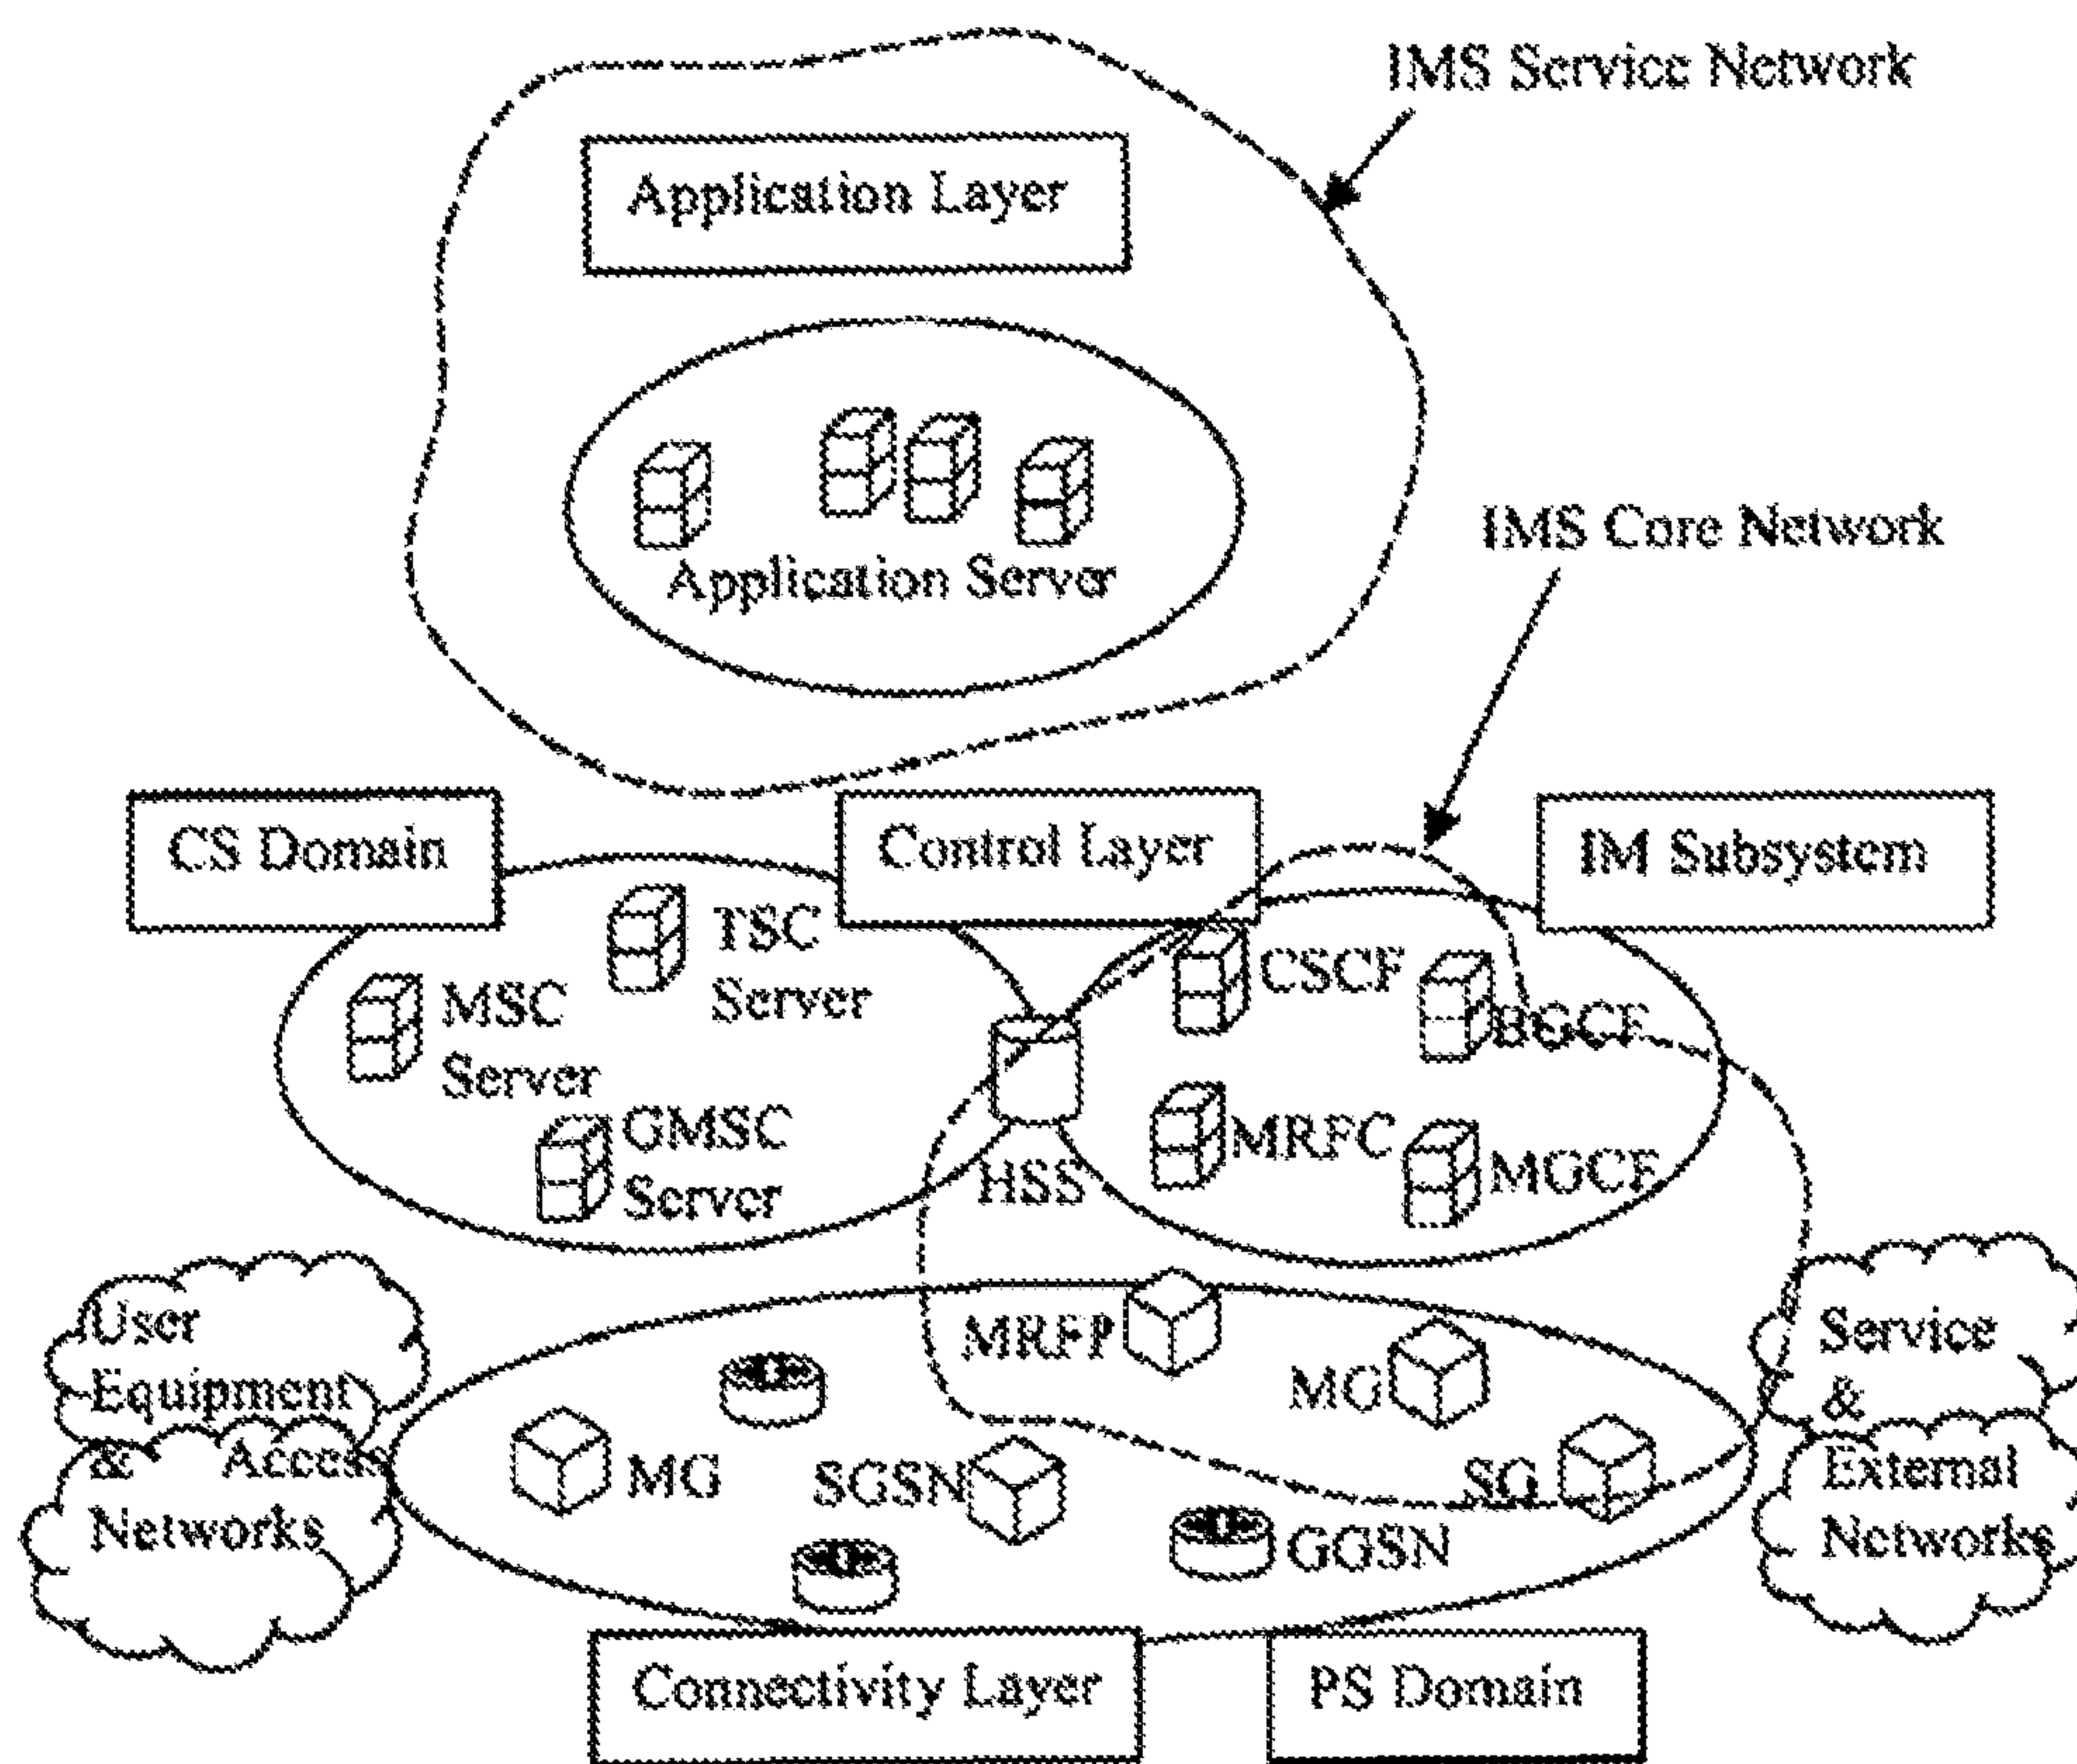 IMS Service Network
Application Layer
Application Server
IMS Core Network
CS Domain
Control Layer
IM Subsystem
TSC
Server
MSC
Server
GMSC
Server
HSS
CSCF
BGCF
MRFC
MGCF
User
Equipment
& Access
Networks
MRFP
MG
MG
SGSN
SG
GGSN
Service
&
External
Networks
Connectivity Layer
PS Domain